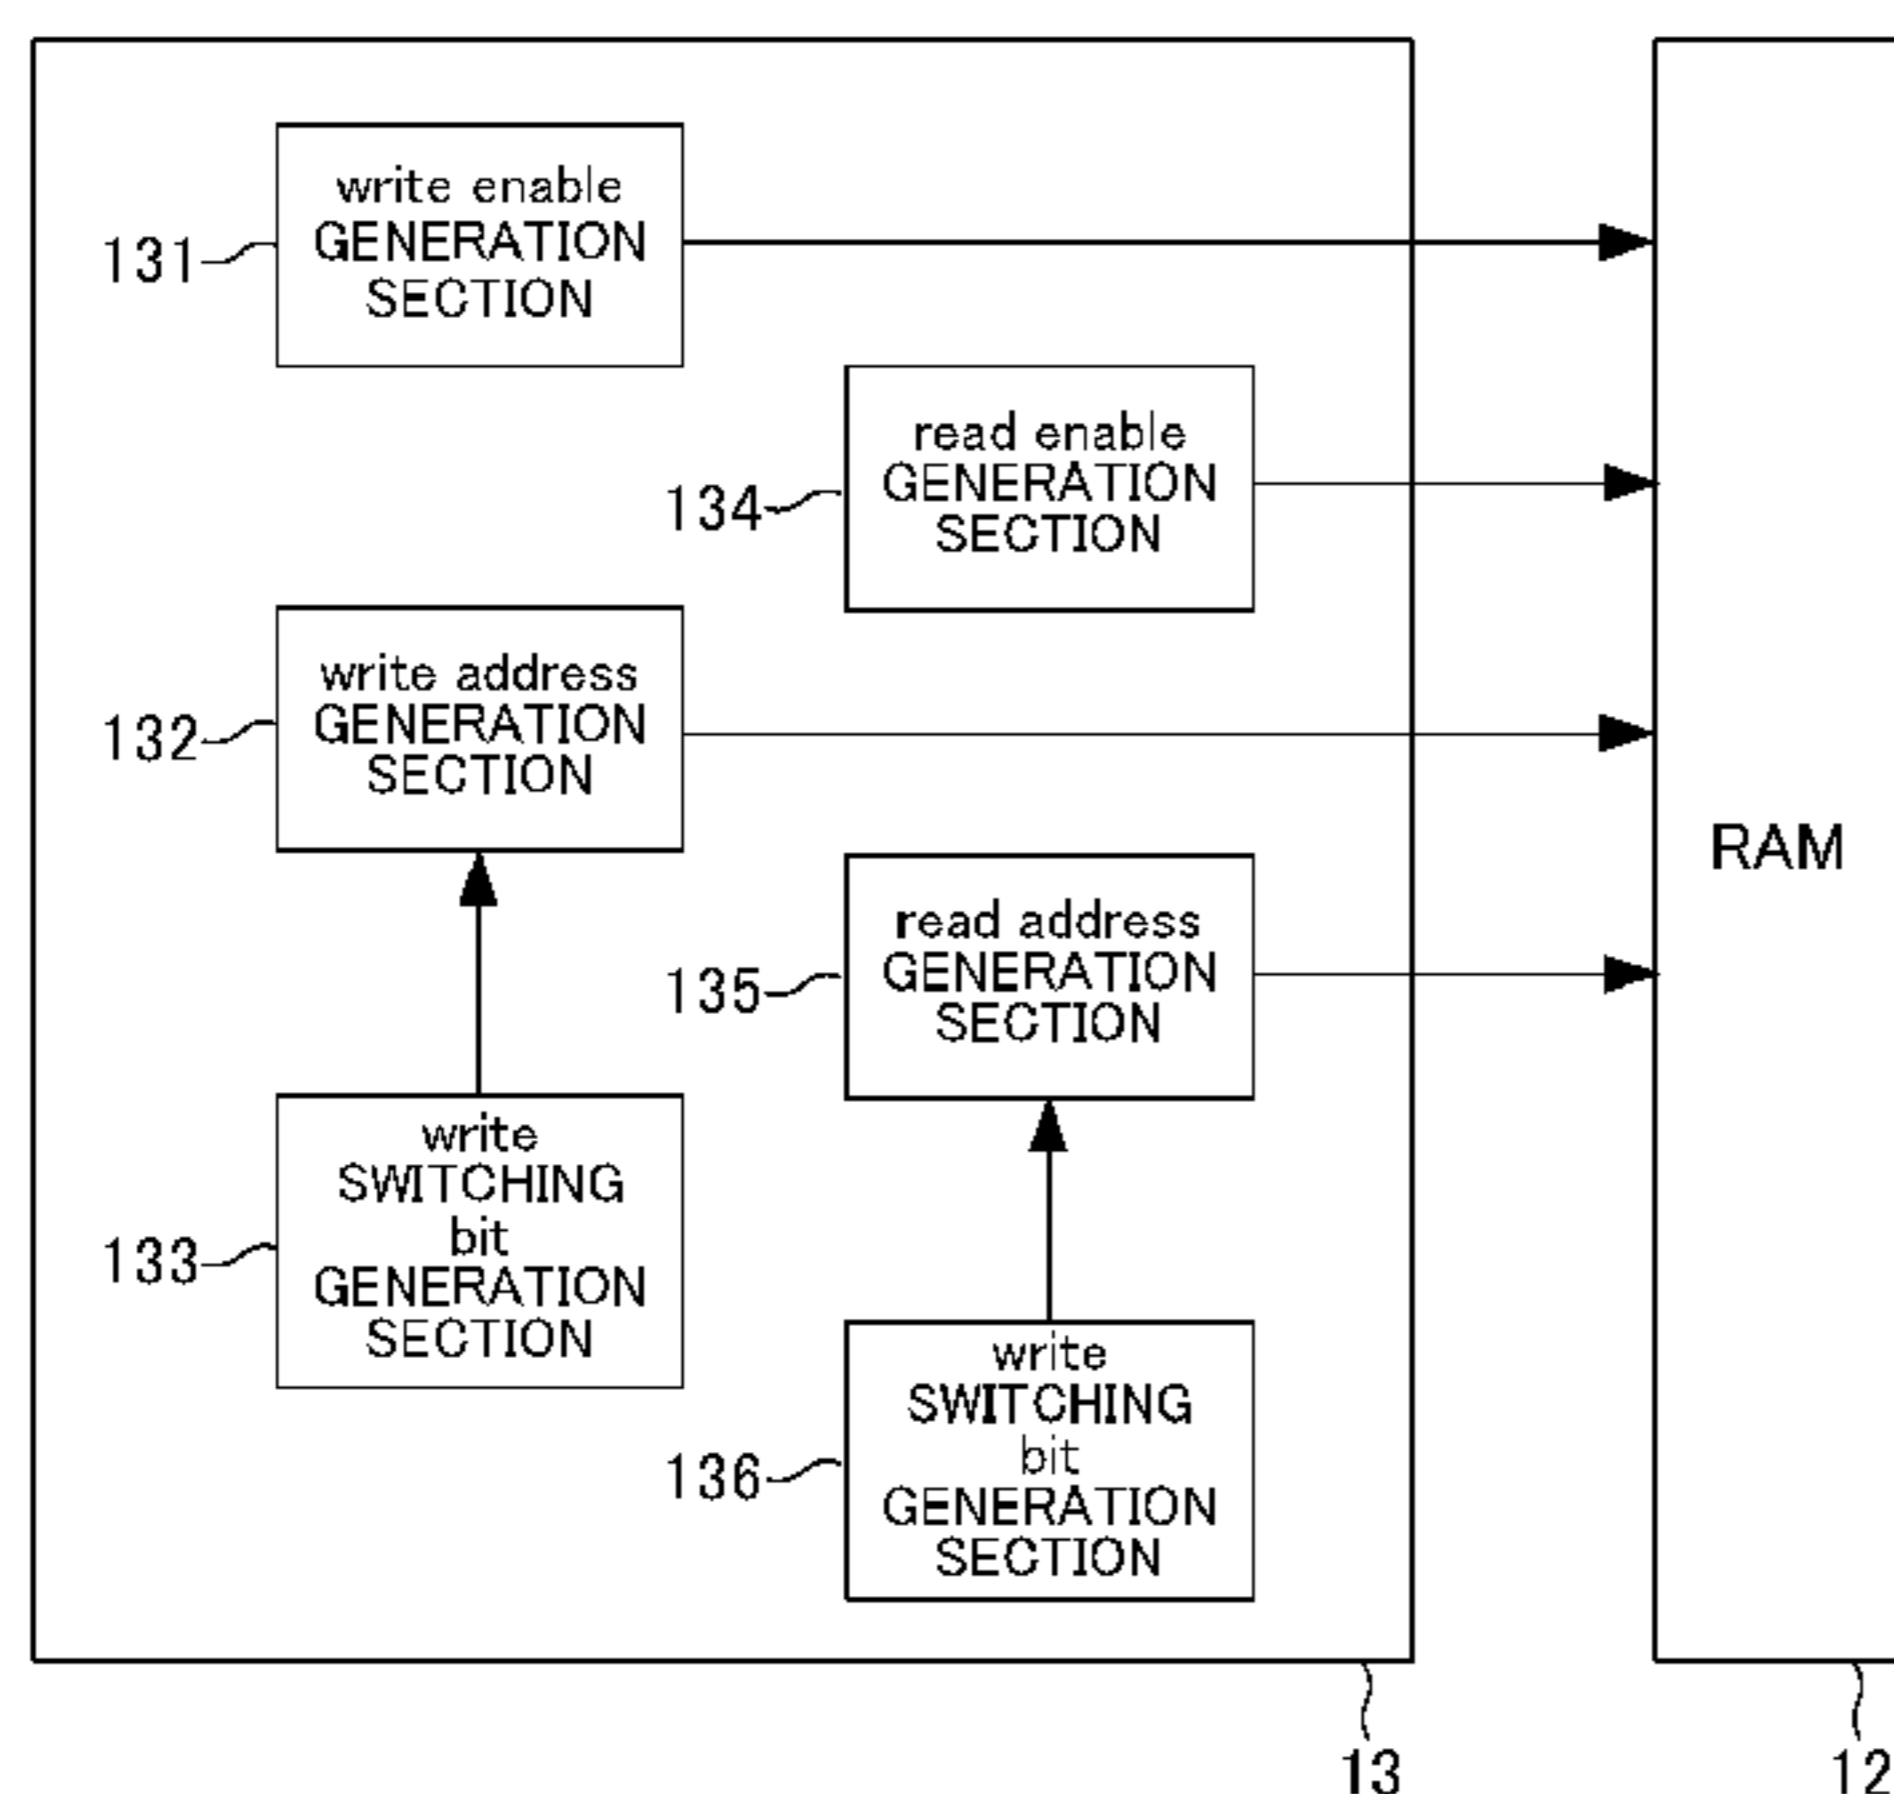 write enable
GENERATION
SECTION
131
read enable
GENERATION
SECTION
134
write address
GENERATION
SECTION
132
RAM
read address
GENERATION
SECTION
135
write
SWITCHING
bit
GENERATION
SECTION
133
write
SWITCHING
bit
GENERATION
SECTION
136
13
12